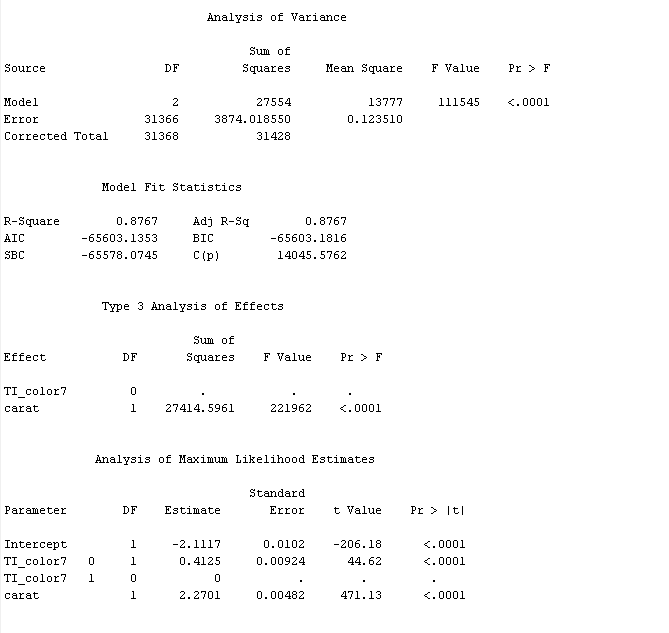 Analysis of Variance
Sum of
Source DF Squares Mean Square F Value Pr > F
Model 2 27554 13777 111545 <.0001
Error 31366 3874.018550 0.123510
Corrected Total 31368 31428
Model Fit Statistics
R-Square 0.8767 Adj R-Sq 0.8767
AIC -65603.1353 BIC -65603.1816
SBC -65578.0745 C(p) 14045.5762
Type 3 Analysis of Effects
Sum of
Effect DF Squares F Value Pr > F
TI_color7 0 . . .
carat 1 27414.5961 221962 <.0001
Analysis of Maximum Likelihood Estimates
Standard
Parameter DF Estimate Error t Value Pr > |t|
Intercept 1 -2.1117 0.0102 -206.18 <.0001
TI_color7 0 1 0.4125 0.00924 44.62 <.0001
TI_color7 1 0 0 . . .
carat 1 2.2701 0.00482 471.13 <.0001